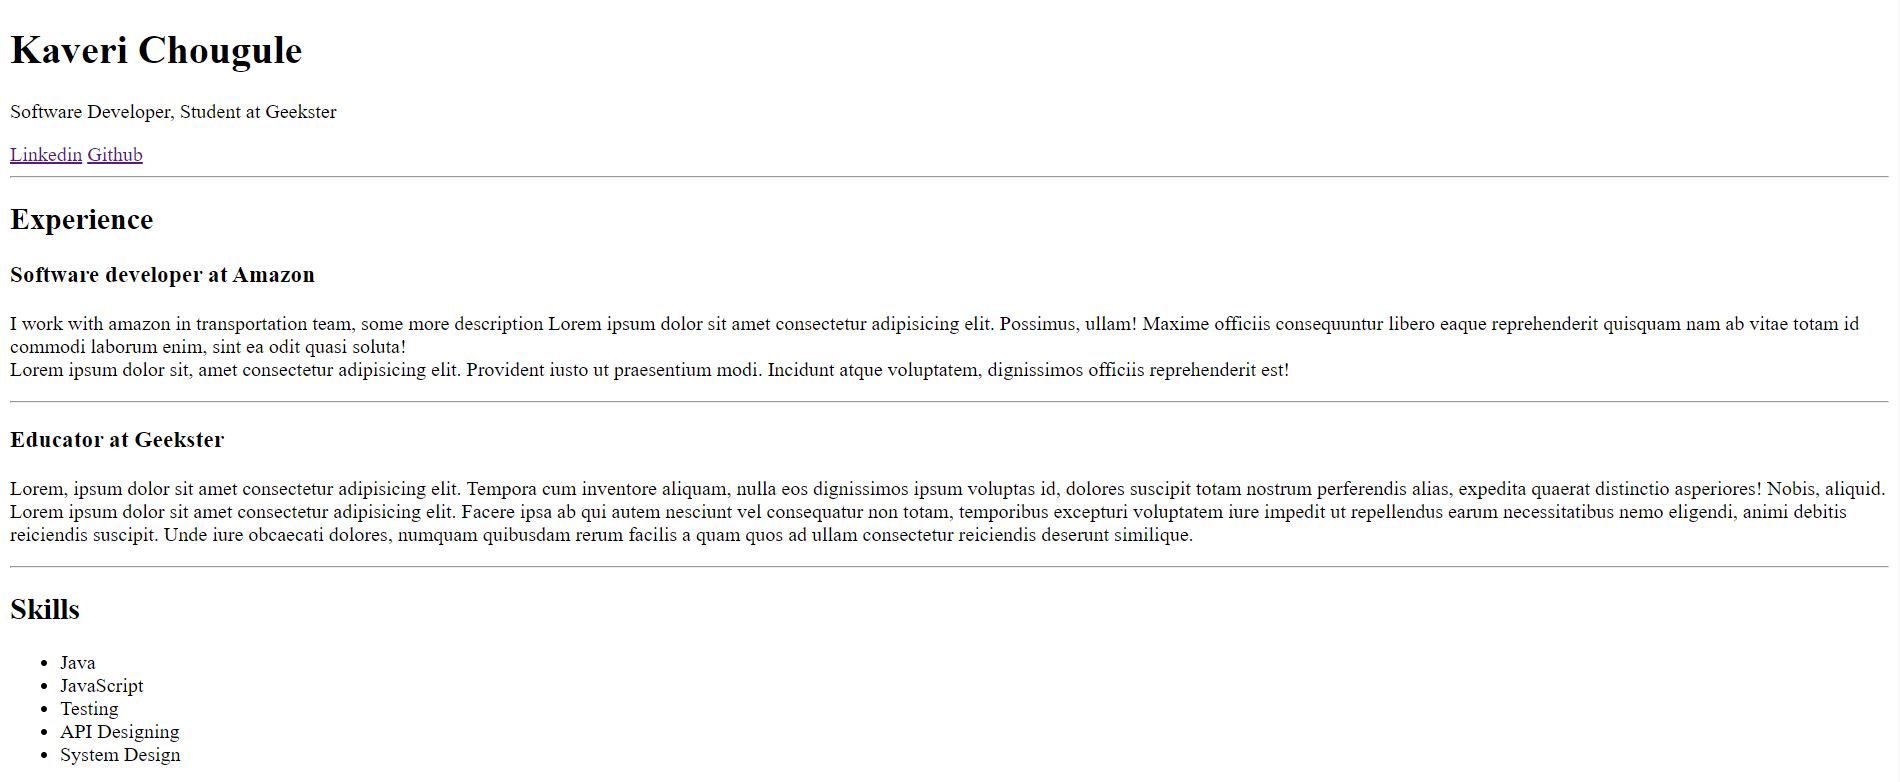 Kaveri Chougule
Software Developer, Student at Geekster
Linkedin Github
Experience
Software developer at Amazon
I work with amazon in transportation team, some more description Lorem ipsum dolor sit amet consectetur adipisicing elit. Possimus, ullam! Maxime officiis consequuntur libero eaque reprehenderit quisquam nam ab vitae totam id
commodi laborum enim, sint ea odit quasi soluta!
Lorem ipsum dolor sit, amet consectetur adipisicing elit. Provident iusto ut praesentium modi. Incidunt atque voluptatem, dignissimos officiis reprehenderit est!
Educator at Geekster
Lorem, ipsum dolor sit amet consectetur adipisicing elit. Tempora cum inventore aliquam, nulla eos dignissimos ipsum voluptas id, dolores suscipit totam nostrum perferendis alias, expedita quaerat distinctio asperiores! Nobis, aliquid.
Lorem ipsum dolor sit amet consectetur adipisicing elit. Facere ipsa ab qui autem nesciunt vel consequatur non totam, temporibus excepturi voluptatem iure impedit ut repellendus earum necessitatibus nemo eligendi, animi debitis
reiciendis suscipit. Unde iure obcaecati dolores, numquam quibusdam rerum facilis a quam quos ad ullam consectetur reiciendis deserunt similique.
Skills
• Java
• JavaScript
• Testing
• API Designing
• System Design